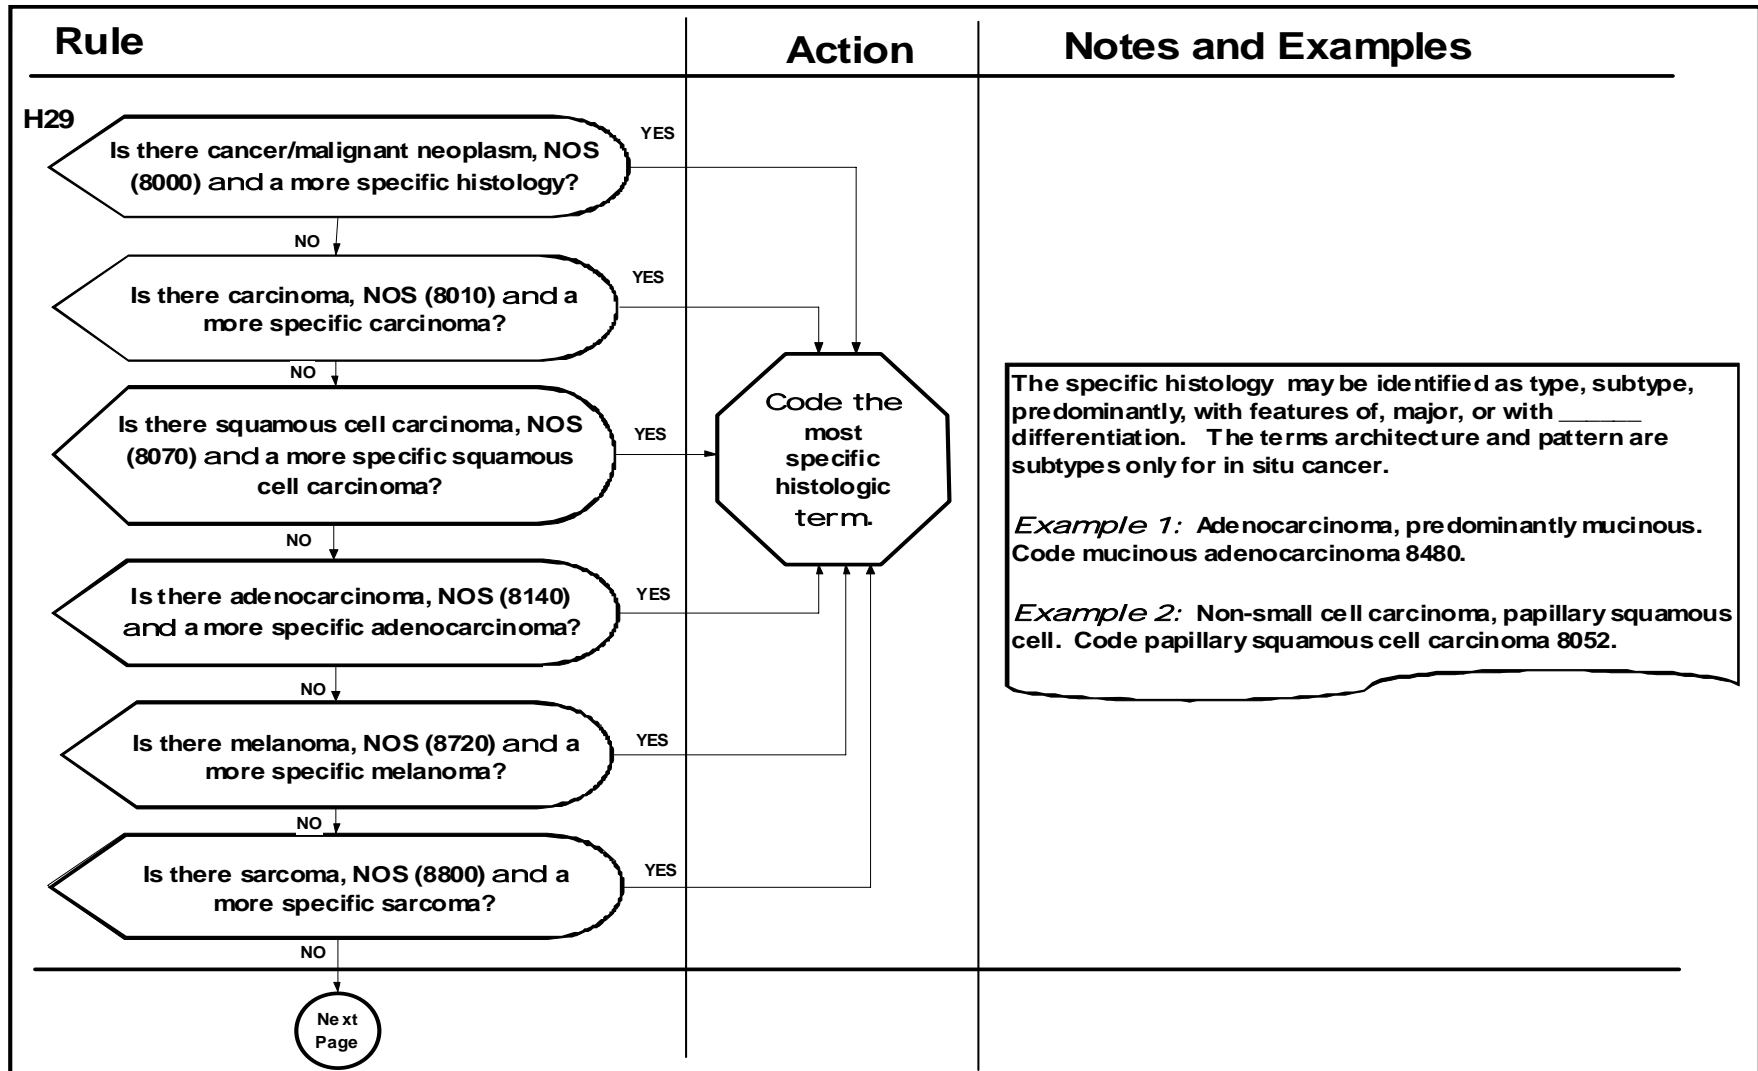 Rule
Action
Notes and Examples
H29
Is there cancer/malignant neoplasm, NOS
(8000) and a more specific histology?
YES
NO
Is there carcinoma, NOS (8010) and a
more specific carcinoma?
YES
NO
Is there squamous cell carcinoma, NOS
(8070) and a more specific squamous
cell carcinoma?
YES
NO
Is there adenocarcinoma, NOS (8140)
and a more specific adenocarcinoma?
YES
NO
Is there melanoma, NOS (8720) and a
more specific melanoma?
YES
NO
Is there sarcoma, NOS (8800) and a
more specific sarcoma?
YES
NO
Next
Page
Code the
most
specific
histologic
term.
The specific histology may be identified as type, subtype,
predominantly, with features of, major, or with ______
differentiation. The terms architecture and pattern are
subtypes only for in situ cancer.
Example 1: Adenocarcinoma, predominantly mucinous.
Code mucinous adenocarcinoma 8480.
Example 2: Non-small cell carcinoma, papillary squamous
cell. Code papillary squamous cell carcinoma 8052.